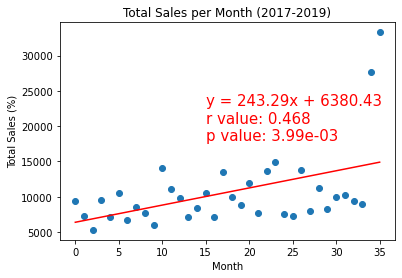 Total Sales per Month (2017-2019)
Total Sales (%)
30000
25000
20000
15000
10000
5000
y = 243.29x + 6380.43
r value: 0.468
p value: 3.99e-03
0 5 10 15 20 25 30 35
Month